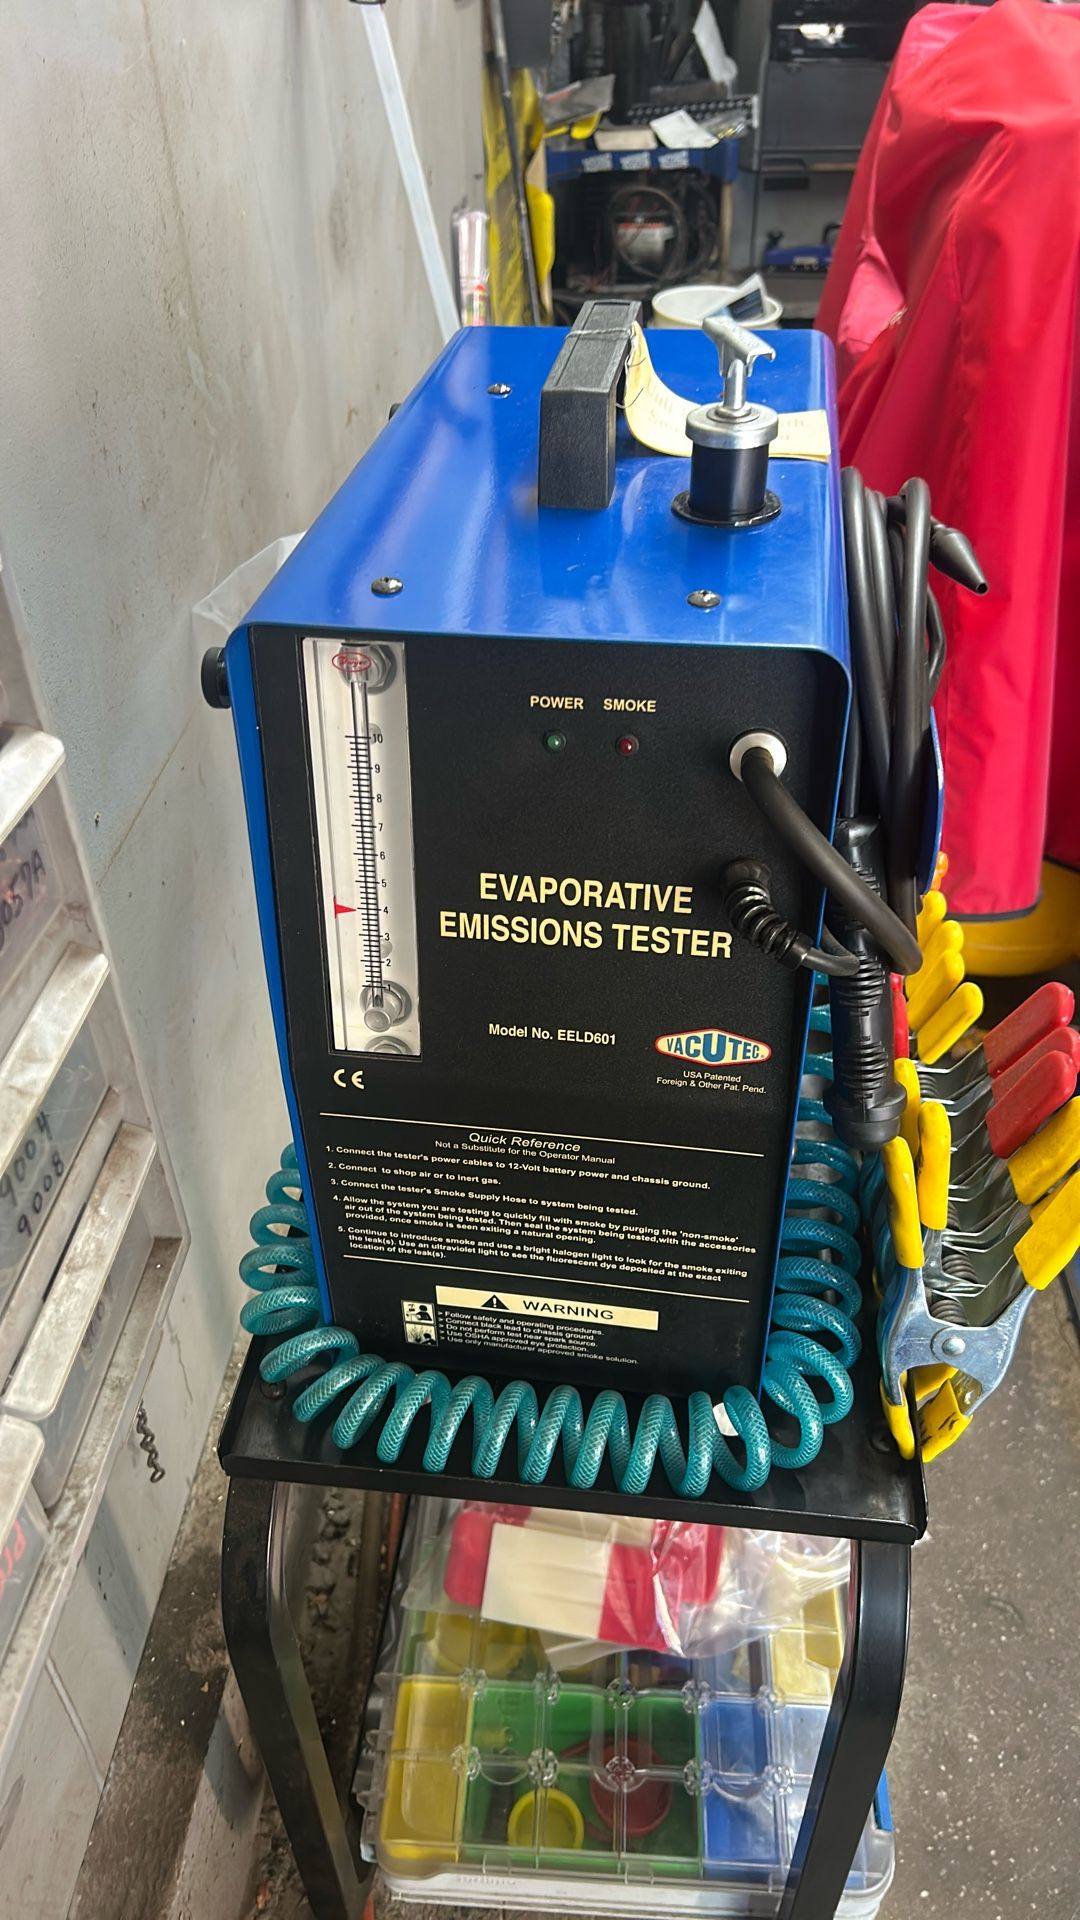 Dwyer
POWER SMOKE
10
9
8
7
6
5
4
3
2
1
EVAPORATIVE
EMISSIONS TESTER
Model No. EELD601
VACUTEC
USA Patented
Foreign & Other Pat. Pend.
CE
Quick Reference
Not a Substitute for the Operator Manual
1. Connect the tester's power cables to 12-Volt battery power and chassis ground.
2. Connect to shop air or to inert gas.
3. Connect the tester's Smoke Supply Hose to system being tested.
4. Allow the system you are testing to quickly fill with smoke by purging the 'non-smoke'
air out of the system being tested. Then seal the system being tested, with the accessories
provided, once smoke is seen exiting a natural opening.
5. Continue to introduce smoke and use a bright halogen light to look for the smoke exiting
the leak(s). Use an ultraviolet light to see the fluorescent dye deposited at the exact
location of the leak(s).
WARNING
> Follow safety and operating procedures.
> Connect black lead to chassis ground.
> Do not perform test near spark source.
> Use OSHA approved eye protection.
> Use only manufacturer approved smoke solution.
9004
9008